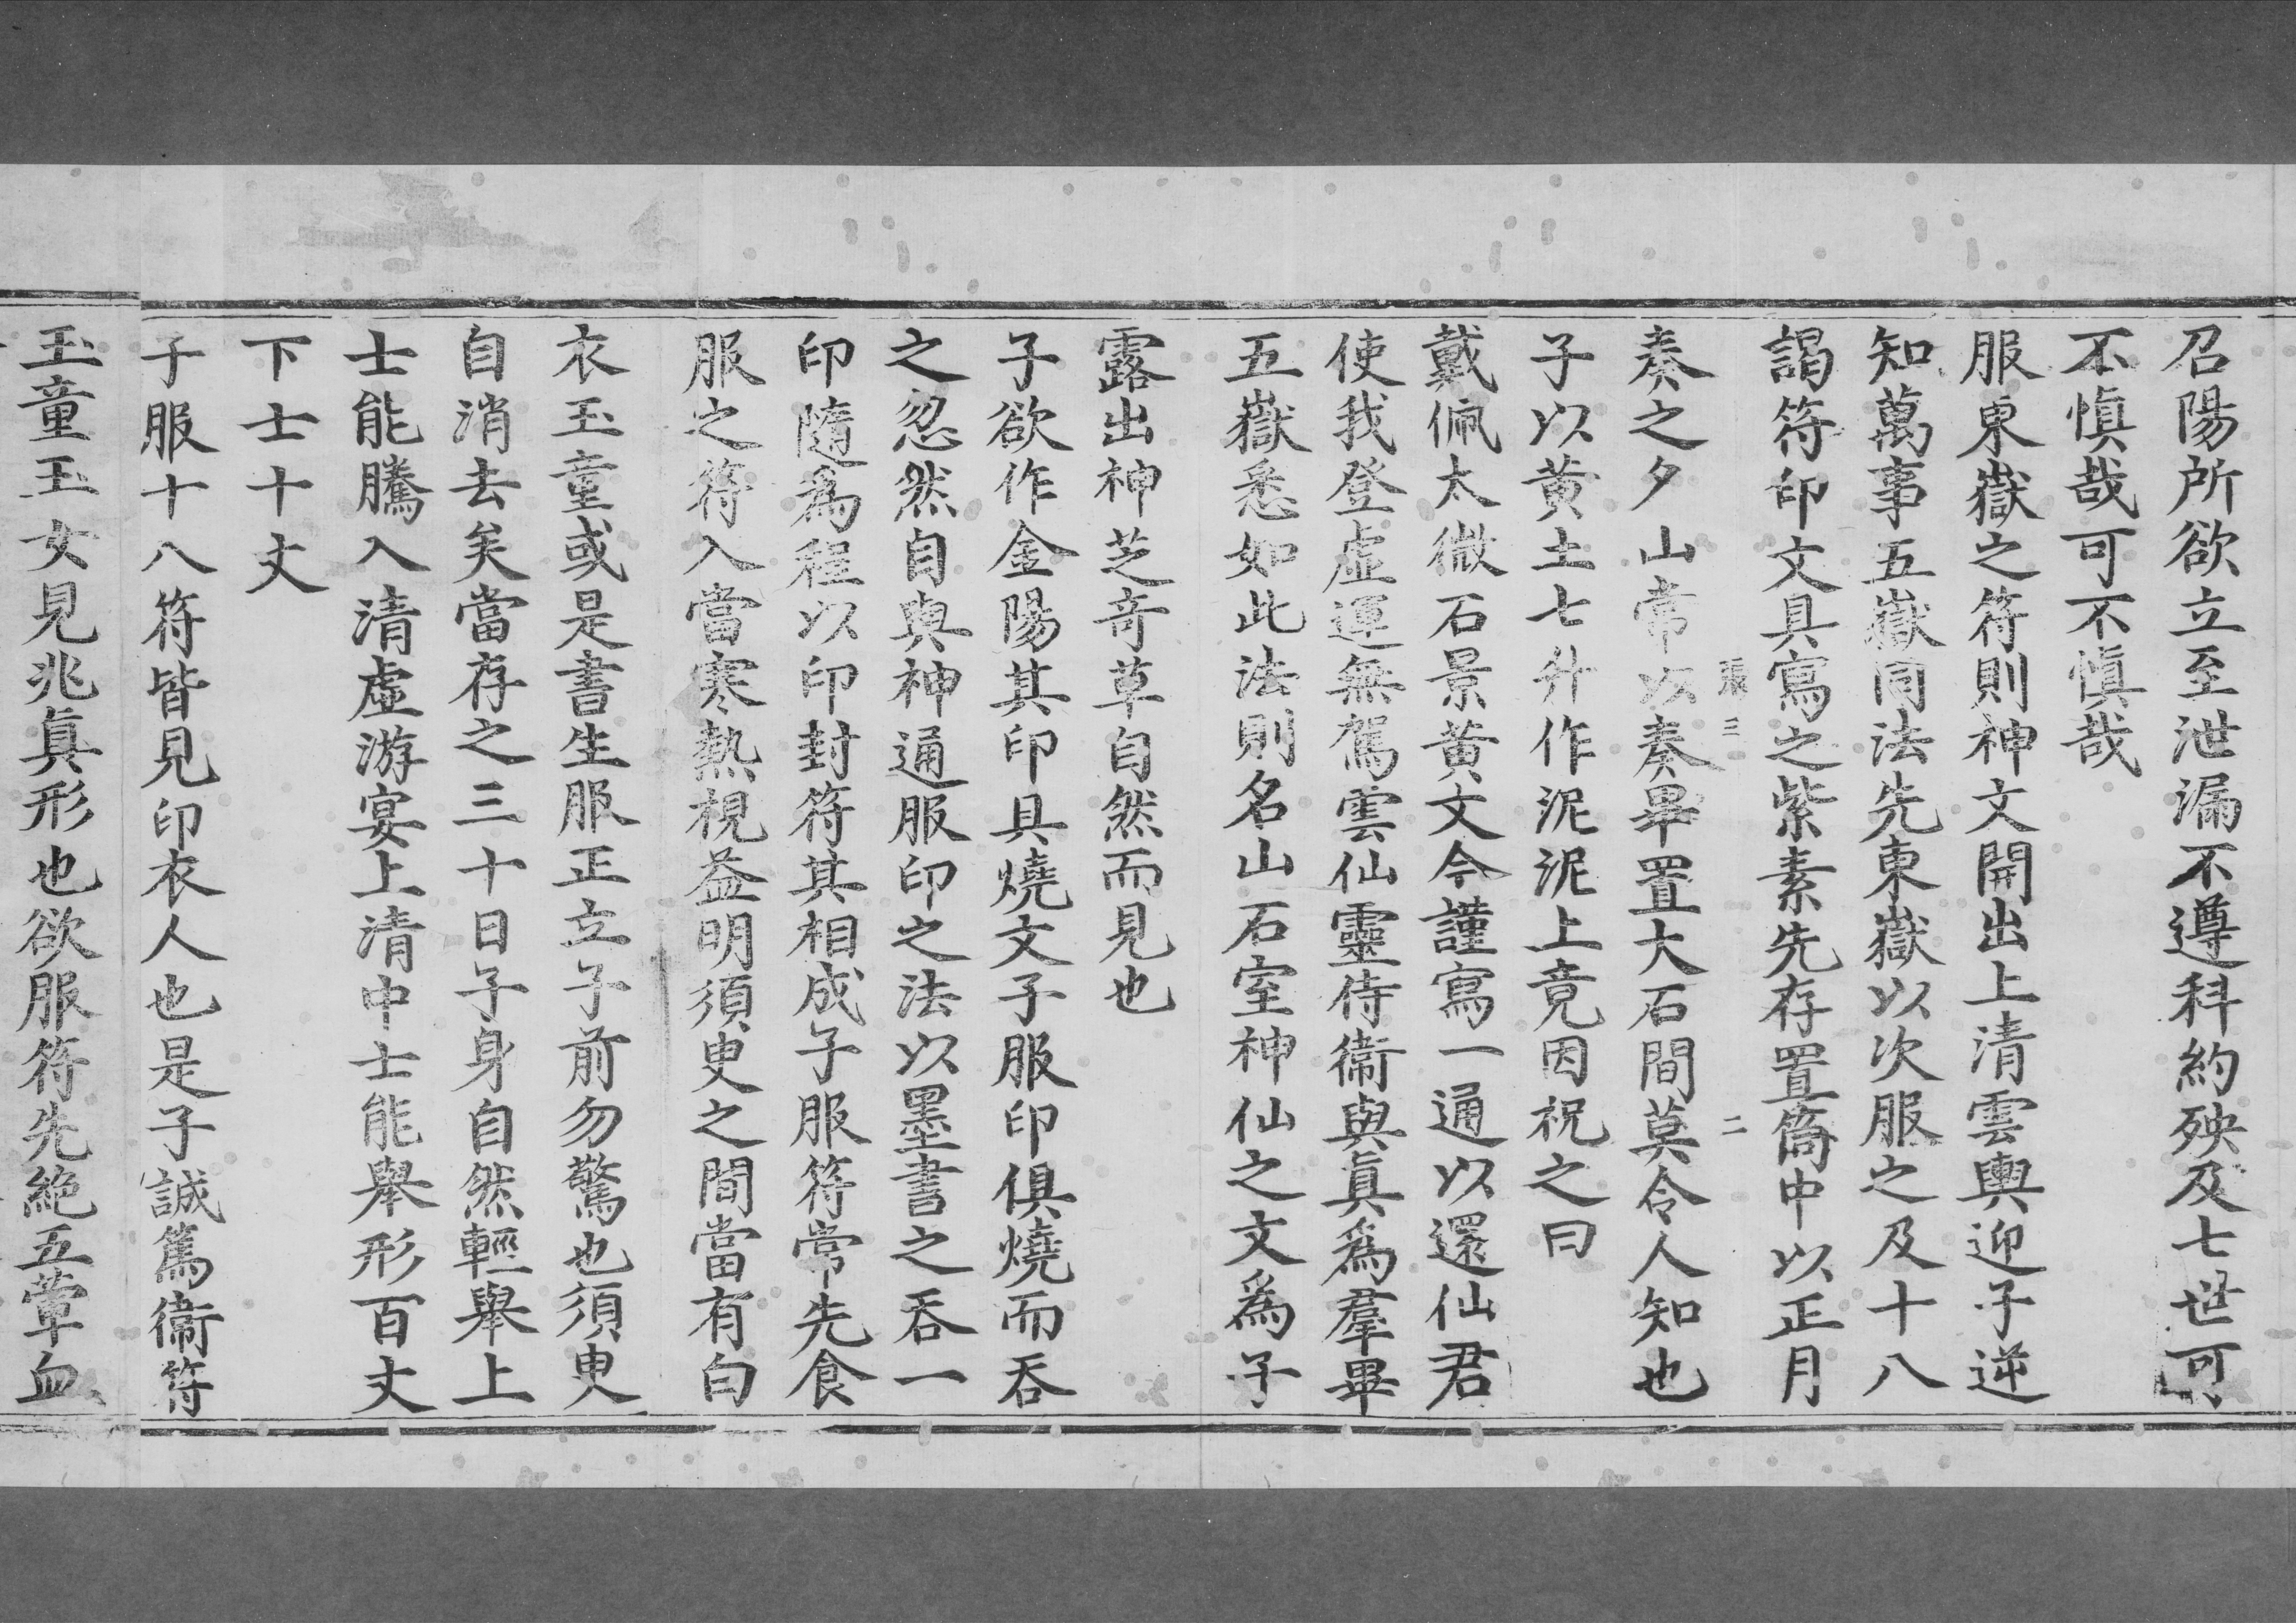 召陽所欲立至泄漏不遵科約殃及七世可
不慎哉可不慎哉
服東嶽之符則神文開出上清雲輿迎子逆
知萬事五嶽同法先東嶽以次服之及十八
謁符印文具寫之紫素先存置䈰中以正月
張三 二
奏之夕山常以奏畢置大石間莫令人知也
子以黃土七升作泥泥上竟因祝之曰
戴佩太微石景黃文今謹寫一通以還仙君
使我登虛運無駕雲仙靈侍衛與眞爲羣畢
五嶽悉如此法則名山石室神仙之文爲子
露出神芝奇草自然而見也
子欲作金陽其印具燒文子服印俱燒而吞
之忽然自與神通服印之法以墨書之吞一
印隨爲程以印封符其相成子服符常先食
服之符入當寒熱視益明須臾之間當有白
衣玉童或是書生服正立子前勿驚也須臾
自消去矣當存之三十日子身自然輕舉上
士能騰入清虛游宴上清中士能舉形百丈
下士十丈
子服十八符皆見印衣人也是子誠篤衛符
玉童玉女見兆眞形也欲服符先絕五葷血